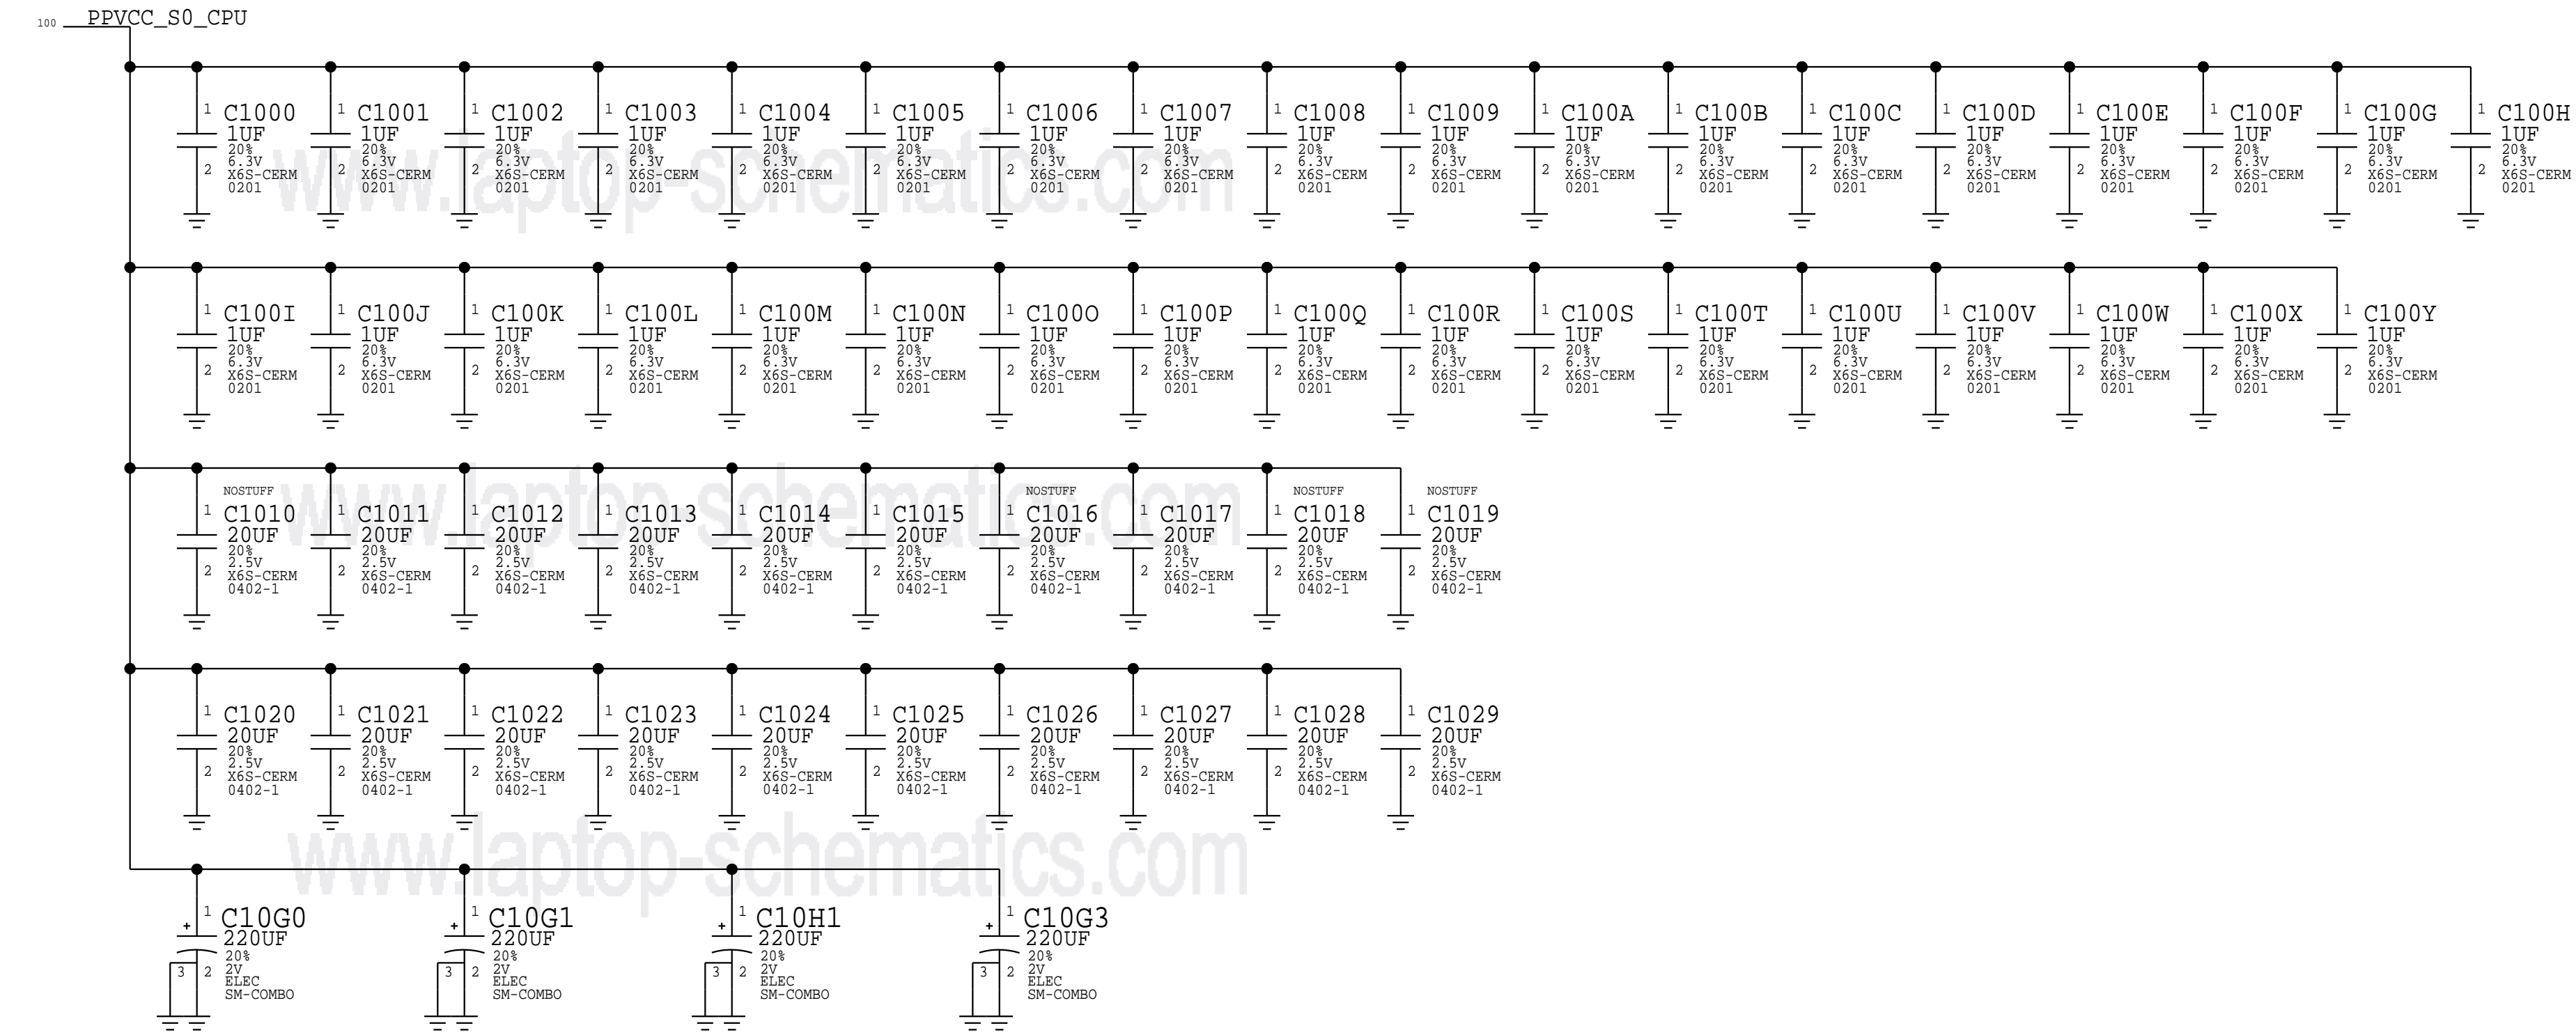 100 PPVCC_S0_CPU
1 C1000 1 C1001 1 C1002 1 C1003 1 C1004 1 C1005 1 C1006 1 C1007 1 C1008 1 C1009 1 C100A 1 C100B 1 C100C 1 C100D 1 C100E 1 C100F 1 C100G 1 C100H
1UF 1UF 1UF 1UF 1UF 1UF 1UF 1UF 1UF 1UF 1UF 1UF 1UF 1UF 1UF 1UF 1UF 1UF
20% 20% 20% 20% 20% 20% 20% 20% 20% 20% 20% 20% 20% 20% 20% 20% 20% 20%
6.3V 6.3V 6.3V 6.3V 6.3V 6.3V 6.3V 6.3V 6.3V 6.3V 6.3V 6.3V 6.3V 6.3V 6.3V 6.3V 6.3V 6.3V
2 X6S-CERM 2 X6S-CERM 2 X6S-CERM 2 X6S-CERM 2 X6S-CERM 2 X6S-CERM 2 X6S-CERM 2 X6S-CERM 2 X6S-CERM 2 X6S-CERM 2 X6S-CERM 2 X6S-CERM 2 X6S-CERM 2 X6S-CERM 2 X6S-CERM 2 X6S-CERM 2 X6S-CERM 2 X6S-CERM
0201 0201 0201 0201 0201 0201 0201 0201 0201 0201 0201 0201 0201 0201 0201 0201 0201 0201
www.laptop-schematics.com
1 C100I 1 C100J 1 C100K 1 C100L 1 C100M 1 C100N 1 C100O 1 C100P 1 C100Q 1 C100R 1 C100S 1 C100T 1 C100U 1 C100V 1 C100W 1 C100X 1 C100Y
1UF 1UF 1UF 1UF 1UF 1UF 1UF 1UF 1UF 1UF 1UF 1UF 1UF 1UF 1UF 1UF 1UF
20% 20% 20% 20% 20% 20% 20% 20% 20% 20% 20% 20% 20% 20% 20% 20% 20%
6.3V 6.3V 6.3V 6.3V 6.3V 6.3V 6.3V 6.3V 6.3V 6.3V 6.3V 6.3V 6.3V 6.3V 6.3V 6.3V 6.3V
2 X6S-CERM 2 X6S-CERM 2 X6S-CERM 2 X6S-CERM 2 X6S-CERM 2 X6S-CERM 2 X6S-CERM 2 X6S-CERM 2 X6S-CERM 2 X6S-CERM 2 X6S-CERM 2 X6S-CERM 2 X6S-CERM 2 X6S-CERM 2 X6S-CERM 2 X6S-CERM 2 X6S-CERM
0201 0201 0201 0201 0201 0201 0201 0201 0201 0201 0201 0201 0201 0201 0201 0201 0201
NOSTUFF NOSTUFF NOSTUFF NOSTUFF
1 C1010 1 C1011 1 C1012 1 C1013 1 C1014 1 C1015 1 C1016 1 C1017 1 C1018 1 C1019
20UF 20UF 20UF 20UF 20UF 20UF 20UF 20UF 20UF 20UF
20% 20% 20% 20% 20% 20% 20% 20% 20% 20%
2.5V 2.5V 2.5V 2.5V 2.5V 2.5V 2.5V 2.5V 2.5V 2.5V
2 X6S-CERM 2 X6S-CERM 2 X6S-CERM 2 X6S-CERM 2 X6S-CERM 2 X6S-CERM 2 X6S-CERM 2 X6S-CERM 2 X6S-CERM 2 X6S-CERM
0402-1 0402-1 0402-1 0402-1 0402-1 0402-1 0402-1 0402-1 0402-1 0402-1
www.laptop-schematics.com
1 C1020 1 C1021 1 C1022 1 C1023 1 C1024 1 C1025 1 C1026 1 C1027 1 C1028 1 C1029
20UF 20UF 20UF 20UF 20UF 20UF 20UF 20UF 20UF 20UF
20% 20% 20% 20% 20% 20% 20% 20% 20% 20%
2.5V 2.5V 2.5V 2.5V 2.5V 2.5V 2.5V 2.5V 2.5V 2.5V
2 X6S-CERM 2 X6S-CERM 2 X6S-CERM 2 X6S-CERM 2 X6S-CERM 2 X6S-CERM 2 X6S-CERM 2 X6S-CERM 2 X6S-CERM 2 X6S-CERM
0402-1 0402-1 0402-1 0402-1 0402-1 0402-1 0402-1 0402-1 0402-1 0402-1
www.laptop-schematics.com
+ 1 C10G0 + 1 C10G1 + 1 C10H1 + 1 C10G3
220UF 220UF 220UF 220UF
20% 20% 20% 20%
3 2 2V 3 2 2V 3 2 2V 3 2 2V
ELEC ELEC ELEC ELEC
SM-COMBO SM-COMBO SM-COMBO SM-COMBO